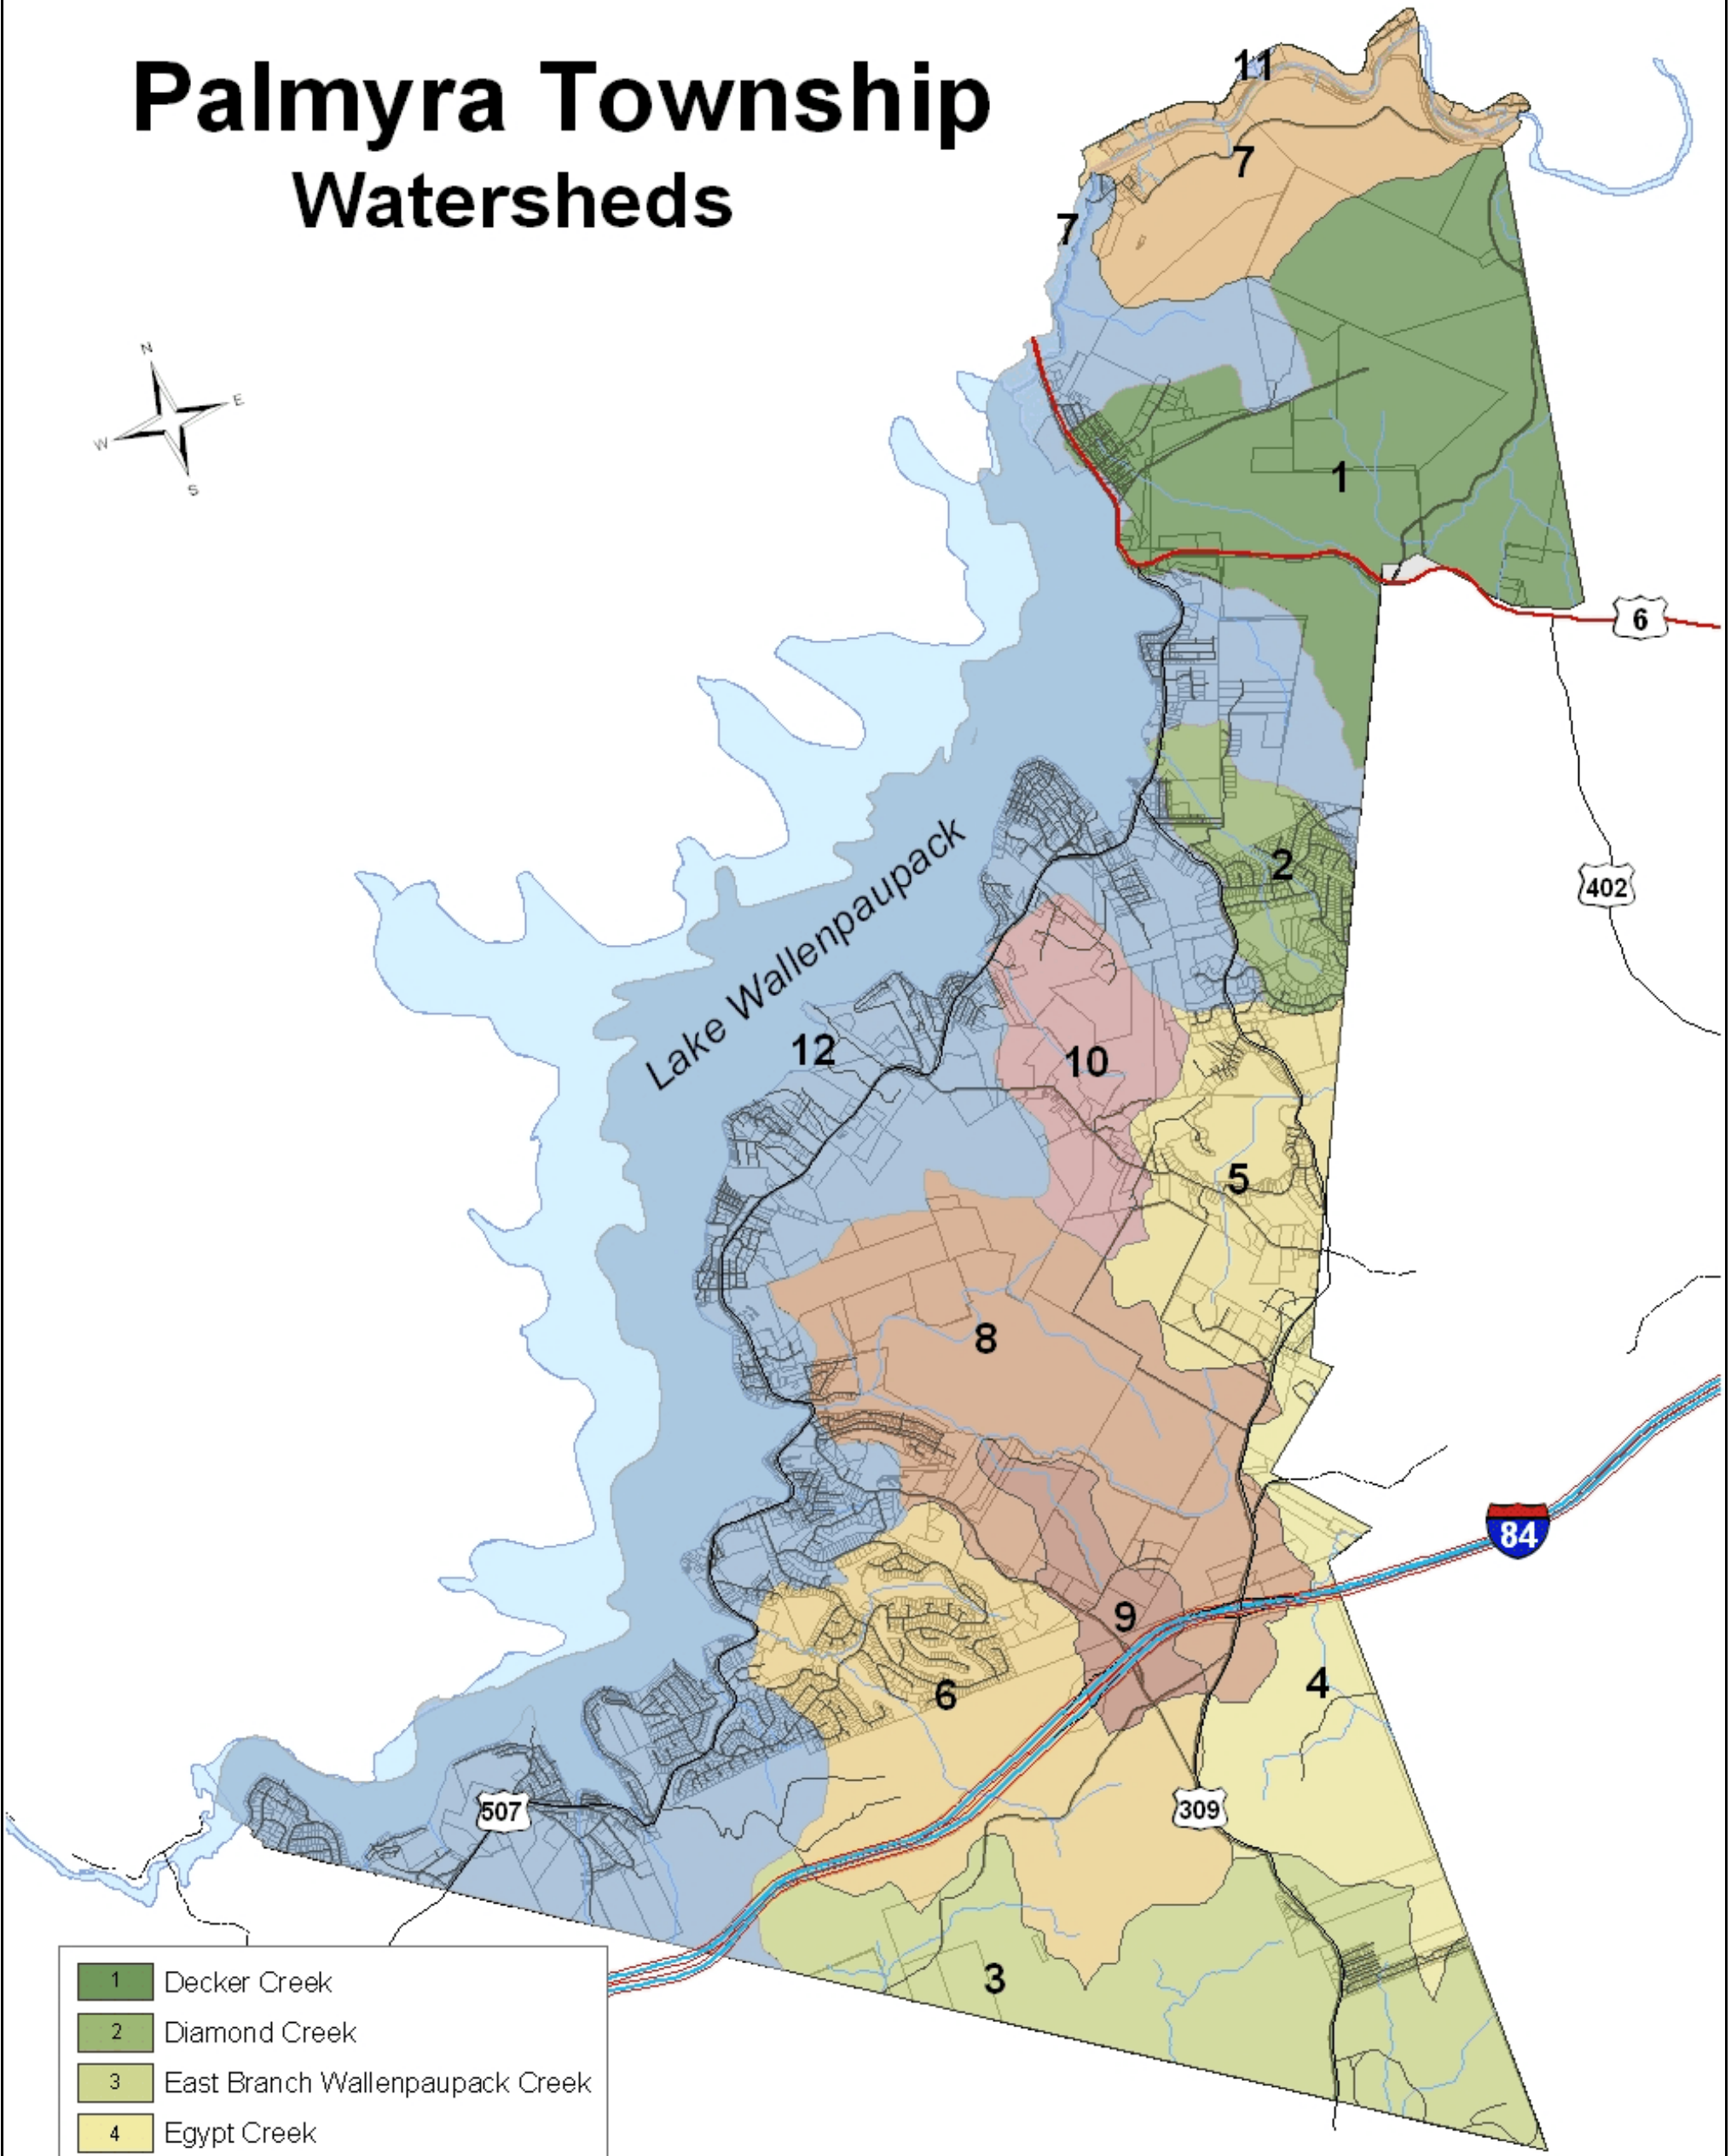 Palmyra Township
Watersheds
11
7
7
N
E
W
S
1
6
2
402
Lake Wallenpaupack
12
10
5
8
84
9
4
6
507
309
3
1 Decker Creek
2 Diamond Creek
3 East Branch Wallenpaupack Creek
4 Egypt Creek